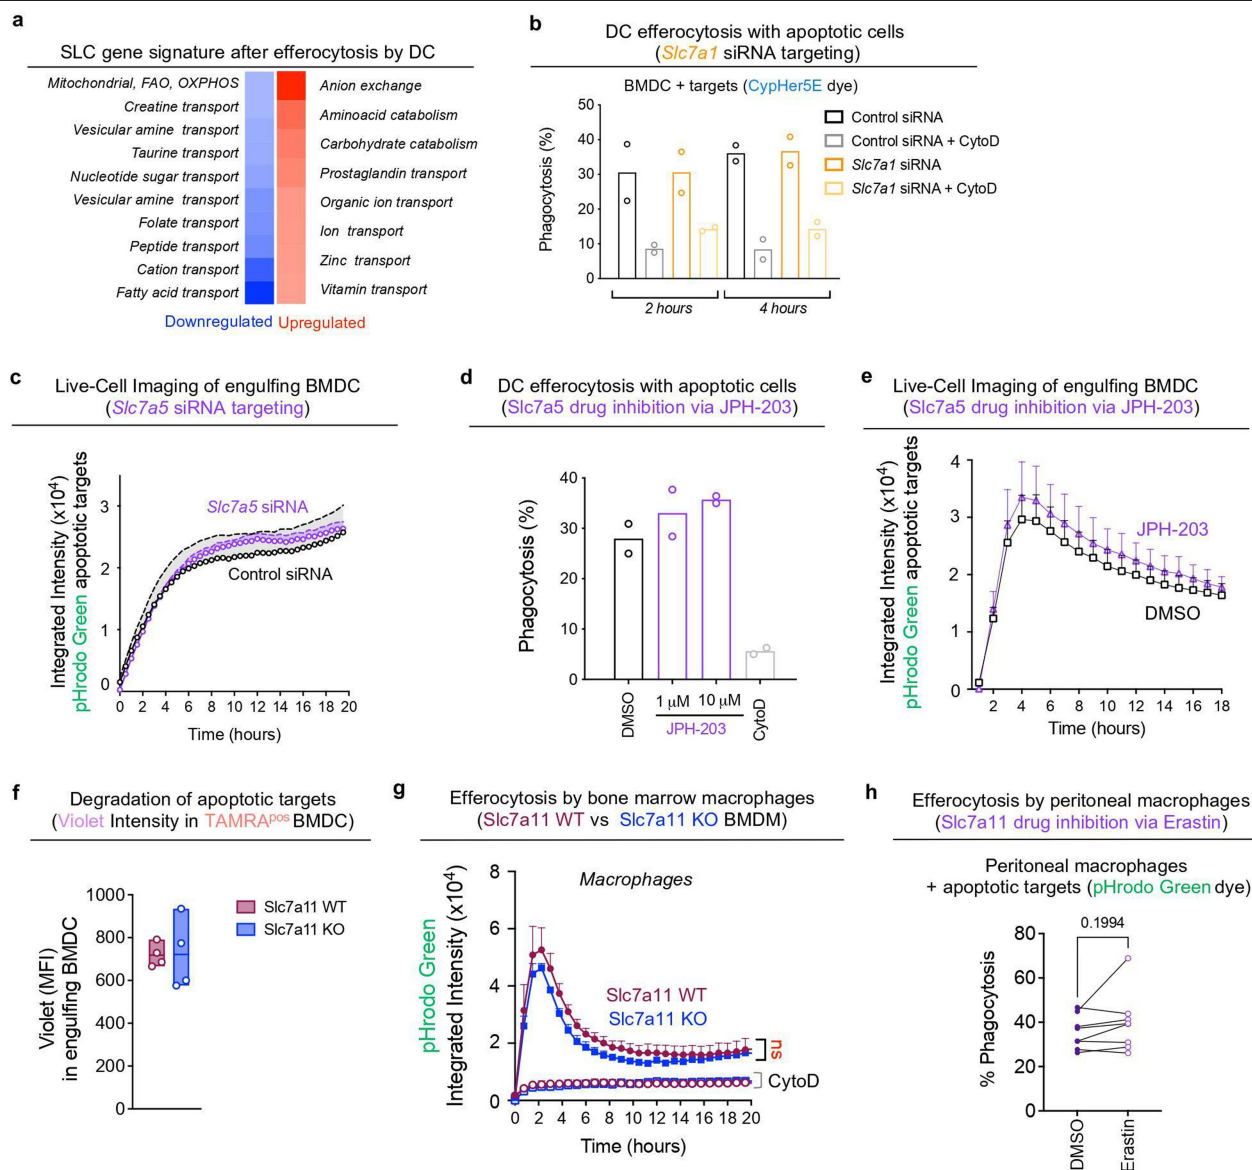 a
SLC gene signature after efferocytosis by DC
Mitochondrial, FAO, OXPHOS
Creatine transport
Vesicular amine transport
Taurine transport
Nucleotide sugar transport
Vesicular amine transport
Folate transport
Peptide transport
Cation transport
Fatty acid transport
Anion exchange
Aminoacid catabolism
Carbohydrate catabolism
Prostaglandin transport
Organic ion transport
Ion transport
Zinc transport
Vitamin transport
Downregulated Upregulated
b
DC efferocytosis with apoptotic cells
(Slc7a1 siRNA targeting)
BMDC + targets (CypHer5E dye)
Phagocytosis (%)
50
40
30
20
10
0
2 hours
4 hours
Control siRNA
Control siRNA + CytoD
Slc7a1 siRNA
Slc7a1 siRNA + CytoD
c
Live-Cell Imaging of engulfing BMDC
(Slc7a5 siRNA targeting)
Integrated Intensity (x10⁴)
pHrodo Green apoptotic targets
3
2
1
0
Slc7a5 siRNA
Control siRNA
0 2 4 6 8 10 12 14 16 18 20
Time (hours)
d
DC efferocytosis with apoptotic cells
(Slc7a5 drug inhibition via JPH-203)
Phagocytosis (%)
40
30
20
10
0
DMSO
1 μM
10 μM
JPH-203
CytoD
e
Live-Cell Imaging of engulfing BMDC
(Slc7a5 drug inhibition via JPH-203)
Integrated Intensity (x10⁴)
pHrodo Green apoptotic targets
4
3
2
1
0
JPH-203
DMSO
2 4 6 8 10 12 14 16 18
Time (hours)
f
Degradation of apoptotic targets
(Violet Intensity in TAMRAᵖᵒˢ BMDC)
Violet (MFI)
in engulfing BMDC
1000
800
600
400
200
0
Slc7a11 WT
Slc7a11 KO
g
Efferocytosis by bone marrow macrophages
(Slc7a11 WT vs Slc7a11 KO BMDM)
pHrodo Green
Integrated Intensity (x10⁴)
8
6
4
2
0
Macrophages
Slc7a11 WT
Slc7a11 KO
ns
CytoD
0 2 4 6 8 10 12 14 16 18 20
Time (hours)
h
Efferocytosis by peritoneal macrophages
(Slc7a11 drug inhibition via Erastin)
Peritoneal macrophages
+ apoptotic targets (pHrodo Green dye)
% Phagocytosis
80
60
40
20
0
0.1994
DMSO
Erastin